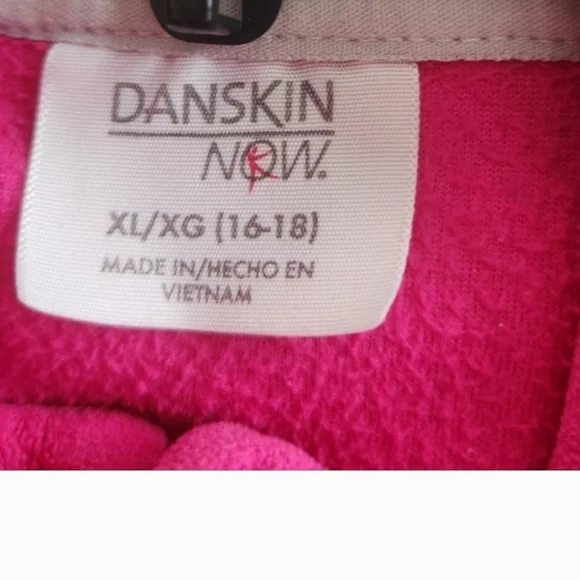 DANSKIN
NOW.
XL/XG (16-18)
MADE IN/HECHO EN
VIETNAM